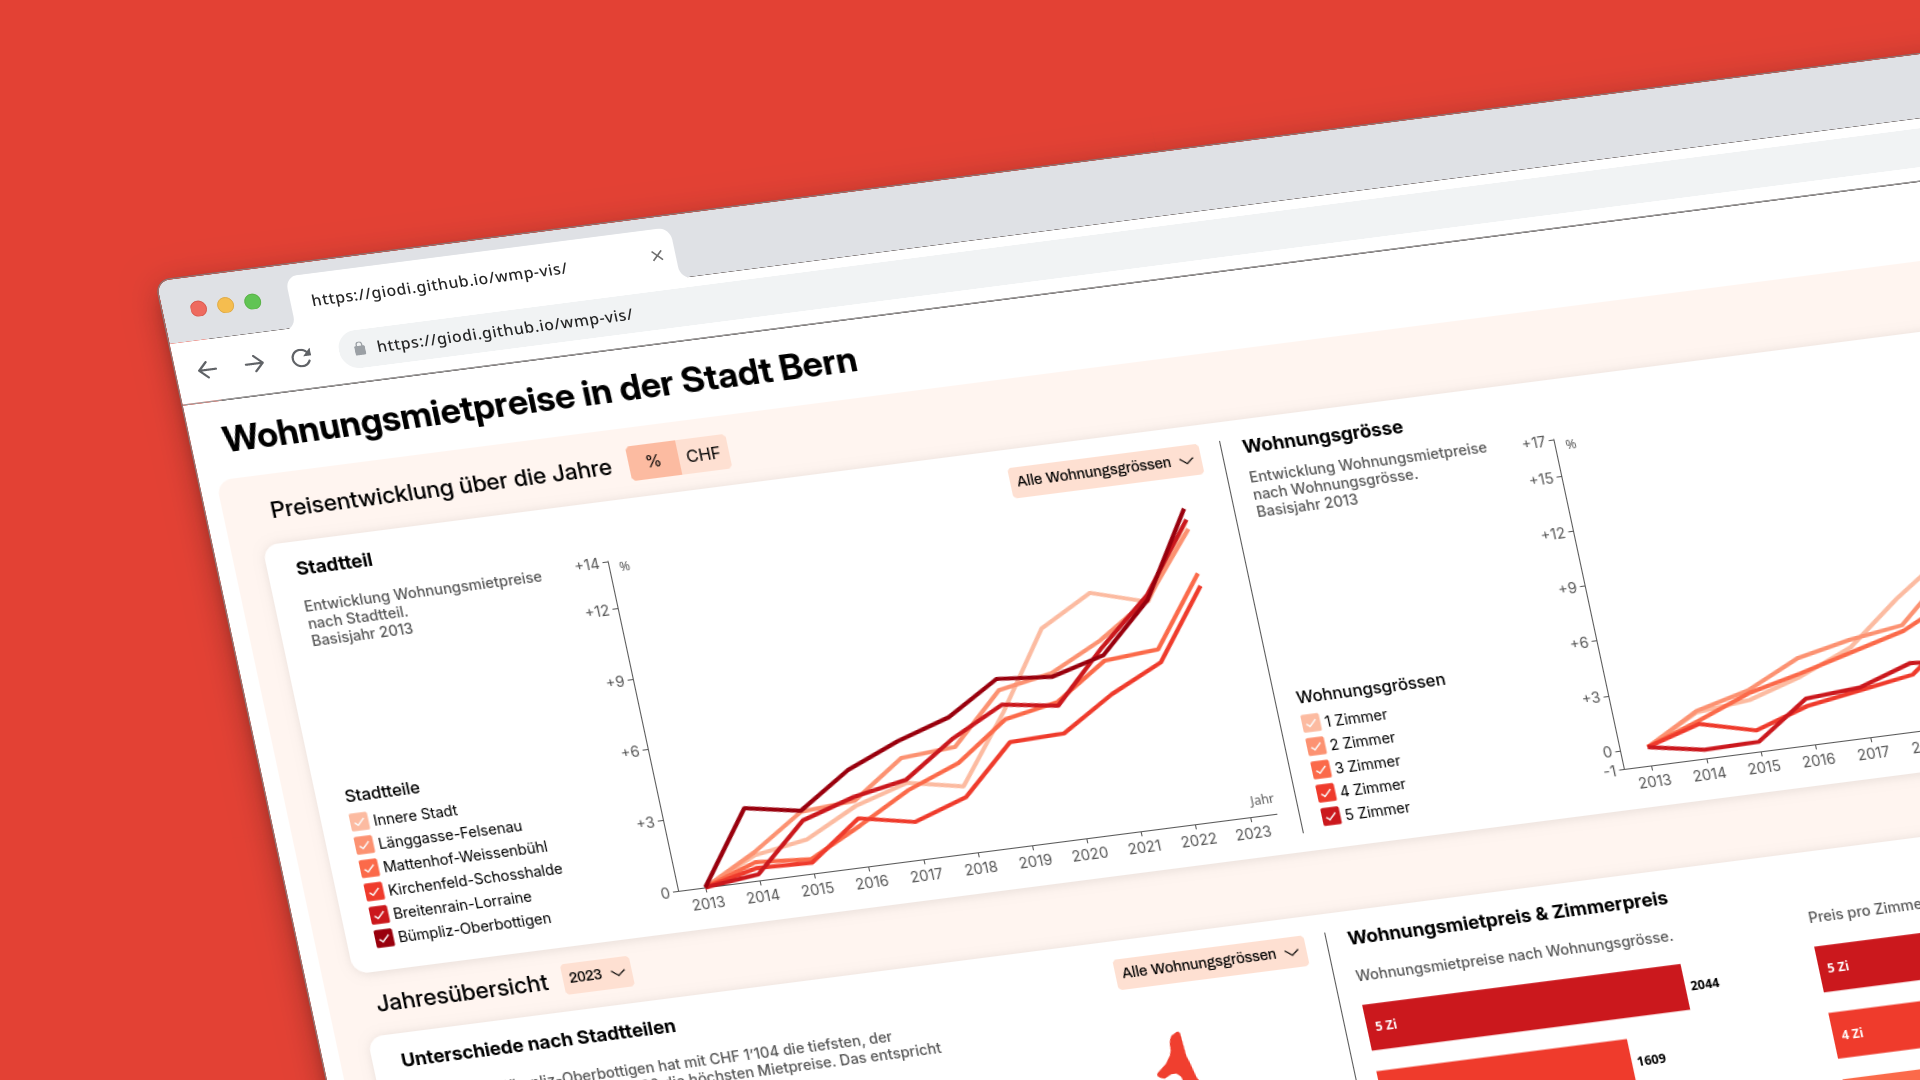 https://giodi.github.io/wmp-vis/
https://giodi.github.io/wmp-vis/
Wohnungsmietpreise in der Stadt Bern
Preisentwicklung über die Jahre
%
CHF
Stadtteil
Entwicklung Wohnungsmietpreise
nach Stadtteil.
Basisjahr 2013
Alle Wohnungsgrössen
+14
%
+12
+9
+6
+3
0
2013
2014
2015
2016
2017
2018
2019
2020
2021
2022
2023
Jahr
Stadtteile
Innere Stadt
Länggasse-Felsenau
Mattenhof-Weissenbühl
Kirchenfeld-Schosshalde
Breitenrain-Lorraine
Bümpliz-Oberbottigen
Wohnungsgrösse
Entwicklung Wohnungsmietpreise
nach Wohnungsgrösse.
Basisjahr 2013
+17
%
+15
+12
+9
+6
+3
0
-1
2013
2014
2015
2016
2017
Wohnungsgrössen
1 Zimmer
2 Zimmer
3 Zimmer
4 Zimmer
5 Zimmer
Jahresübersicht
2023
Unterschiede nach Stadtteilen
-Oberbottigen hat mit CHF 1'104 die tiefsten, der
die höchsten Mietpreise. Das entspricht
Alle Wohnungsgrössen
Wohnungsmietpreis & Zimmerpreis
Wohnungsmietpreise nach Wohnungsgrösse.
5 Zi
2044
1609
Preis pro
5 Zi
4 Zi